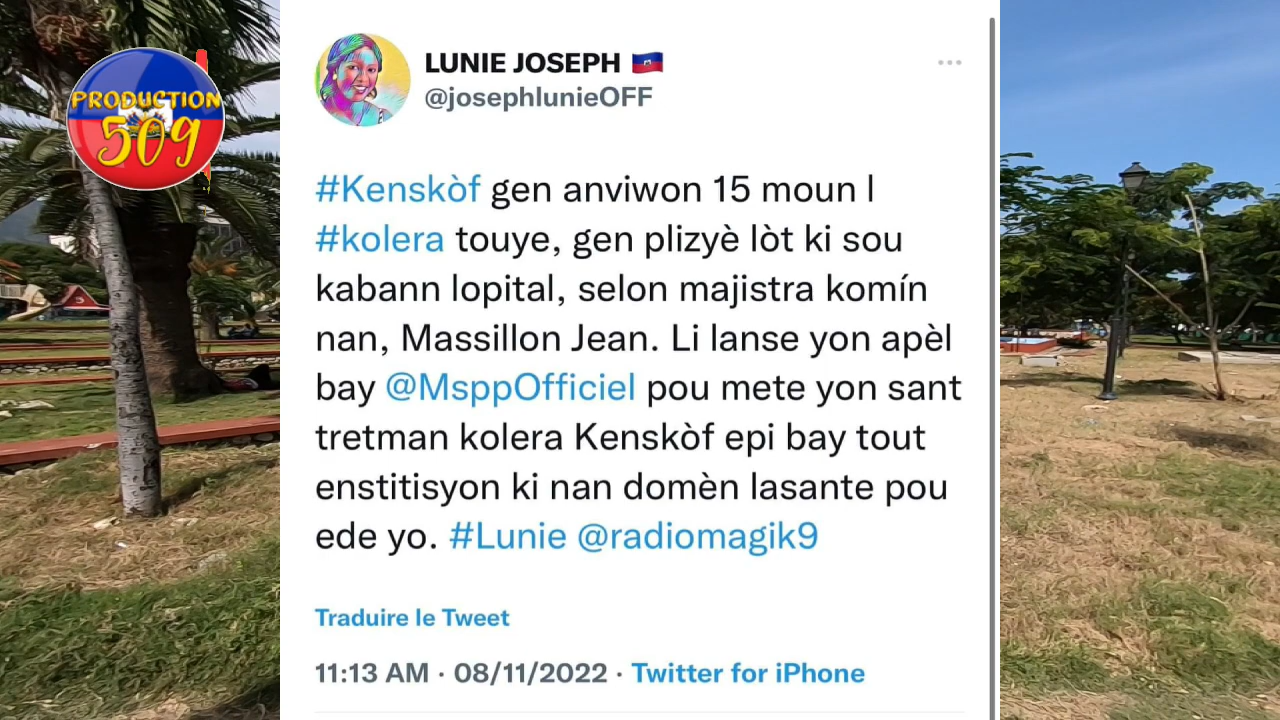 PRODUCTION
509
LUNIE JOSEPH
@josephlunieOFF
#Kenskòf gen anviwon 15 moun l
#kolera touye, gen plizyè lòt ki sou
kabann lopital, selon majistra komín
nan, Massillon Jean. Li lanse yon apèl
bay @MsppOfficiel pou mete yon sant
tretman kolera Kenskòf epi bay tout
enstitisyon ki nan domèn lasante pou
ede yo. #Lunie @radiomagik9
Traduire le Tweet
11:13 AM · 08/11/2022 · Twitter for iPhone